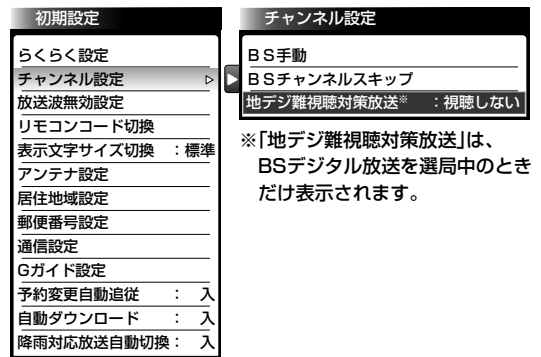 初期設定
らくらく設定
チャンネル設定
放送波無効設定
リモコンコード切換
表示文字サイズ切換 ：標準
アンテナ設定
居住地域設定
郵便番号設定
通信設定
Gガイド設定
予約変更自動追従 ： 入
自動ダウンロード ： 入
降雨対応放送自動切換： 入
チャンネル設定
ＢＳ手動
ＢＳチャンネルスキップ
地デジ難視聴対策放送※ ：視聴しない
※「地デジ難視聴対策放送」は、
BSデジタル放送を選局中のとき
だけ表示されます。